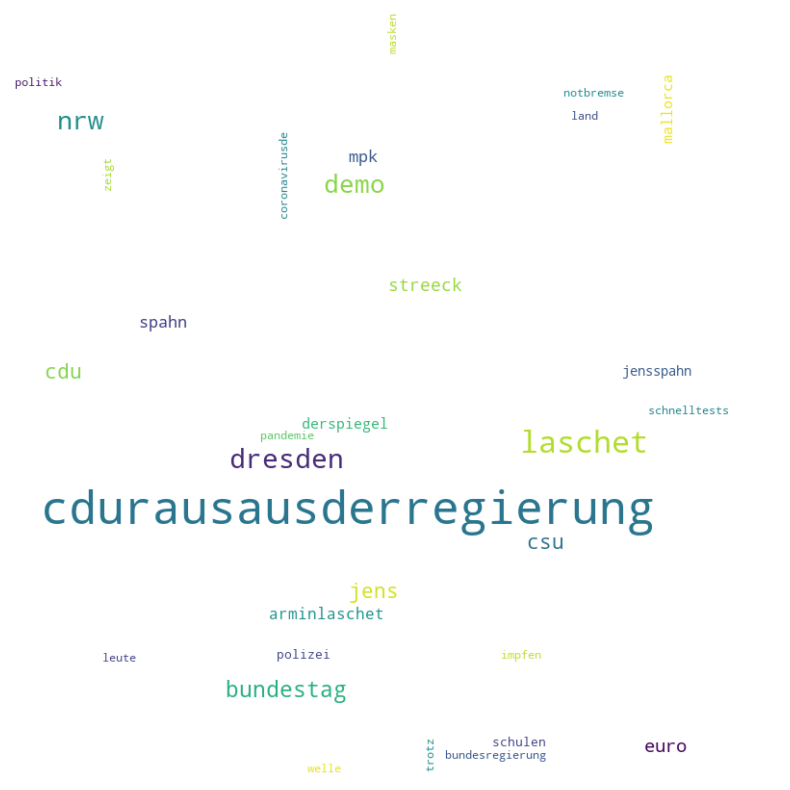 masken
politik
notbremse
mallorca
land
nrw
coronavirusde
mpk
zeigt
demo
streeck
spahn
cdu
jensspahn
schnelltests
derspiegel
pandemie
laschet
dresden
cdurausausderregierung
csu
jens
arminlaschet
leute
polizei
impfen
bundestag
schulen
euro
trotz
bundesregierung
welle